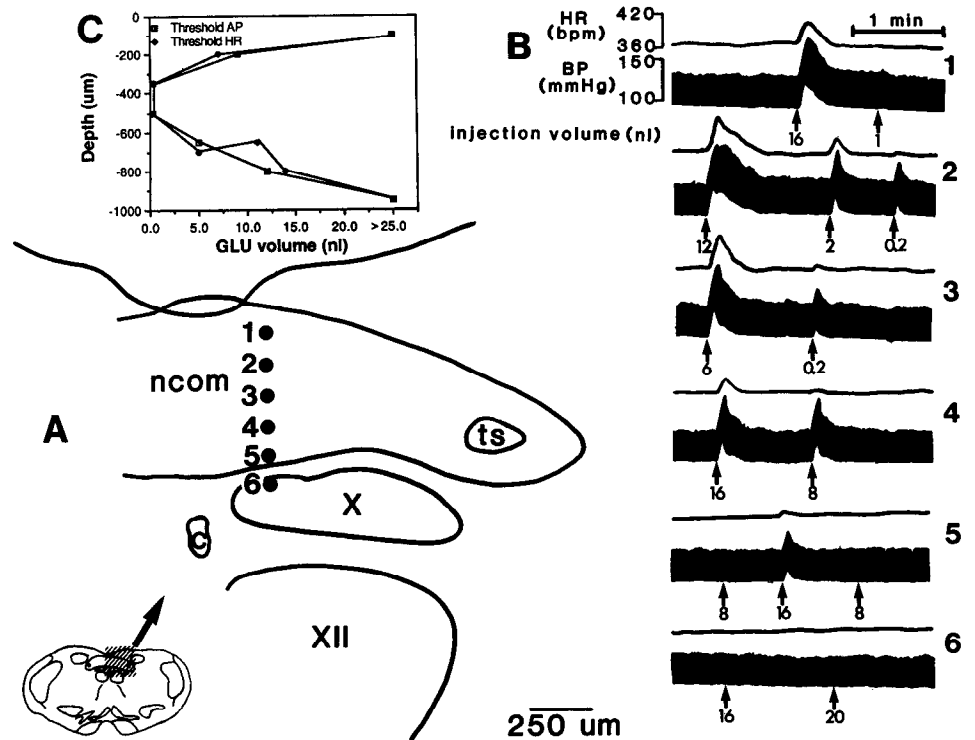 C
Threshold AP
Threshold HR
Depth (um)
-0
-200
-400
-600
-800
-1000
0.0 5.0 10.0 15.0 20.0 >25.0
GLU volume (nl)
B
HR
(bpm)
420
360
1 min
BP
(mmHg)
150
100
1
injection volume (nl)
16 1
2
12 2 0.2
3
6 0.2
4
16 8
5
8 16 8
6
16 20
A
ncom
1
2
3
4
5
6
ts
X
C
XII
250 um